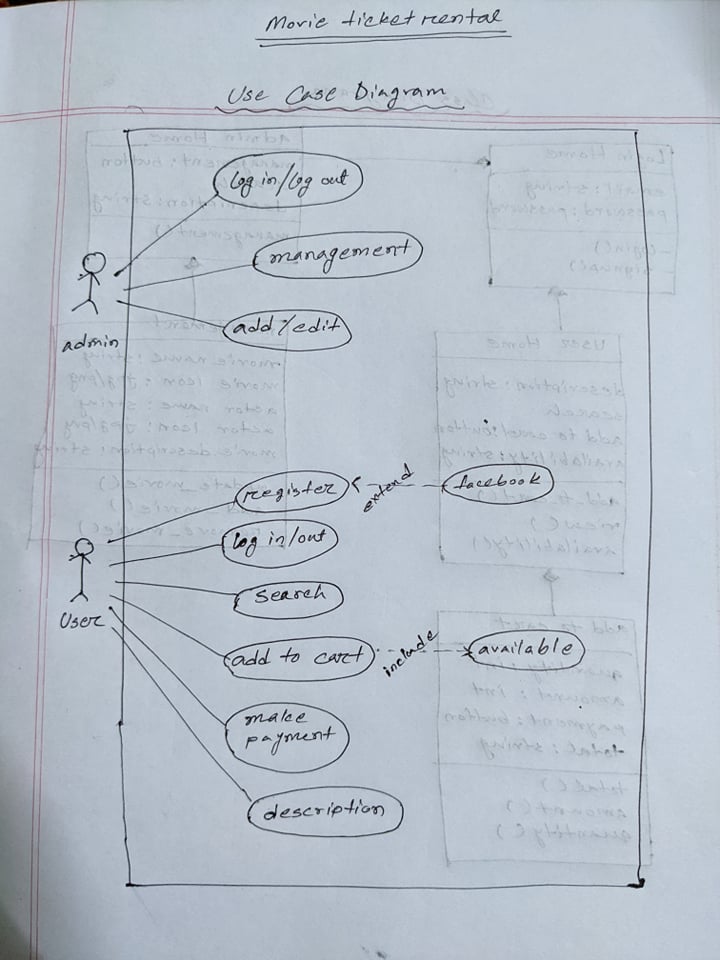 Movie ticket rental
Use Case Diagram
log in/log out
management
add/edit
admin
register
extend
facebook
log in/out
search
User
add to cart
include
available
make
payment
description